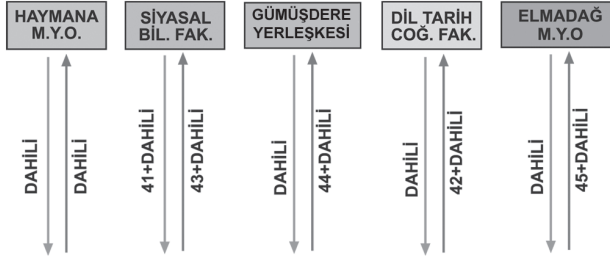 HAYMANA
M.Y.O.
SİYASAL
BİL. FAK.
GÜMÜŞDERE
YERLEŞKESİ
DİL TARİH
COĞ. FAK.
ELMADAĞ
M.Y.O
DAHİLİ
DAHİLİ
41+DAHİLİ
43+DAHİLİ
DAHİLİ
44+DAHİLİ
DAHİLİ
42+DAHİLİ
DAHİLİ
45+DAHİLİ